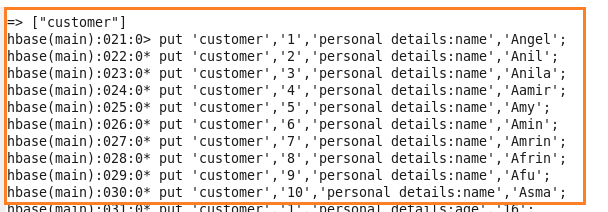 => ["customer"]
hbase(main):021:0> put 'customer','1','personal details:name','Angel';
hbase(main):022:0* put 'customer','2','personal details:name','Anil';
hbase(main):023:0* put 'customer','3','personal details:name','Anila';
hbase(main):024:0* put 'customer','4','personal details:name','Aamir';
hbase(main):025:0* put 'customer','5','personal details:name','Amy';
hbase(main):026:0* put 'customer','6','personal details:name','Amin';
hbase(main):027:0* put 'customer','7','personal details:name','Amrin';
hbase(main):028:0* put 'customer','8','personal details:name','Afrin';
hbase(main):029:0* put 'customer','9','personal details:name','Afu';
hbase(main):030:0* put 'customer','10','personal details:name','Asma';
hbase(main):031:0* put 'customer','1','personal details:age','16';